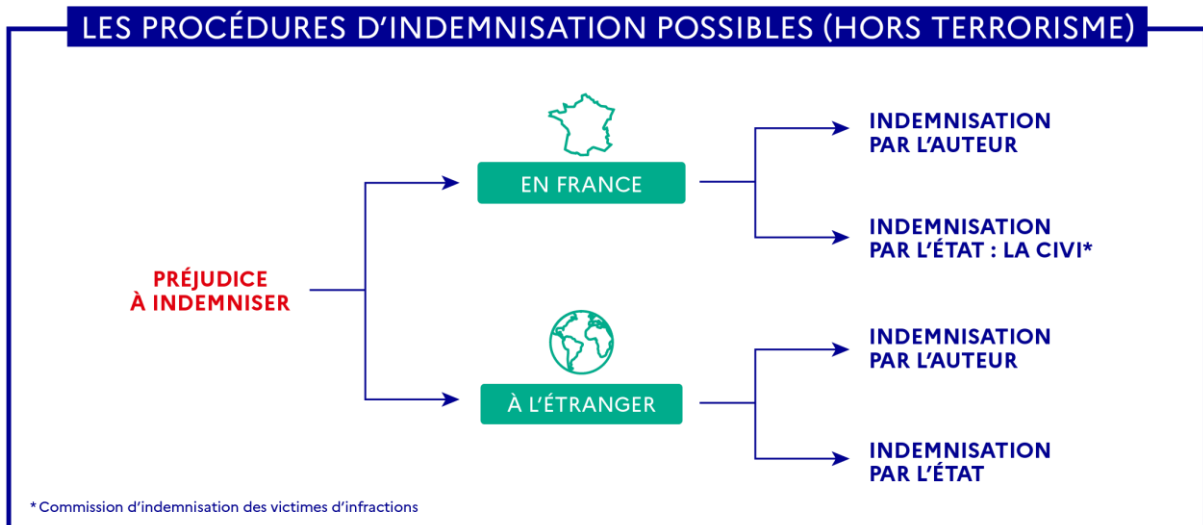 LES PROCÉDURES D'INDEMNISATION POSSIBLES (HORS TERRORISME)
PRÉJUDICE
À INDEMNISER
EN FRANCE
INDEMNISATION
PAR L'AUTEUR
INDEMNISATION
PAR L'ÉTAT : LA CIVI*
À L'ÉTRANGER
INDEMNISATION
PAR L'AUTEUR
INDEMNISATION
PAR L'ÉTAT
* Commission d'indemnisation des victimes d'infractions